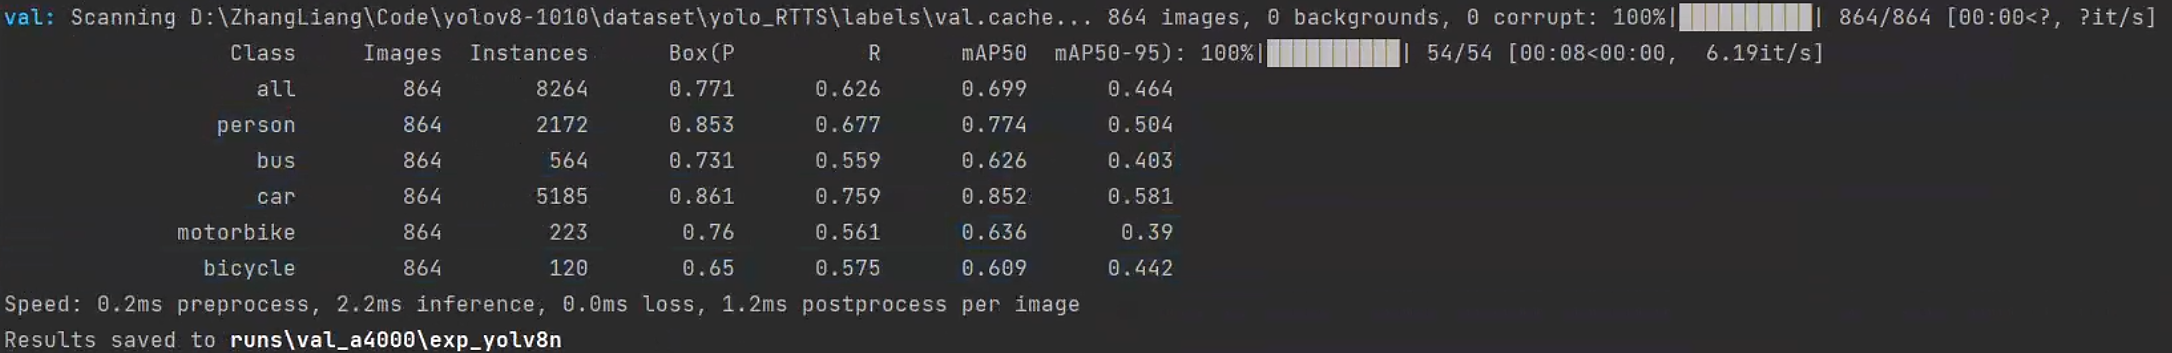 val: Scanning D:\ZhangLiang\Code\yolov8-1010\dataset\yolo_RTTS\labels\val.cache... 864 images, 0 backgrounds, 0 corrupt: 100%|██████████| 864/864 [00:00<?, ?it/s]
Class Images Instances Box(P R mAP50 mAP50-95): 100%|██████████| 54/54 [00:08<00:00, 6.19it/s]
all 864 8264 0.771 0.626 0.699 0.464
person 864 2172 0.853 0.677 0.774 0.504
bus 864 564 0.731 0.559 0.626 0.403
car 864 5185 0.861 0.759 0.852 0.581
motorbike 864 223 0.76 0.561 0.636 0.39
bicycle 864 120 0.65 0.575 0.609 0.442
Speed: 0.2ms preprocess, 2.2ms inference, 0.0ms loss, 1.2ms postprocess per image
Results saved to runs\val_a4000\exp_yolv8n